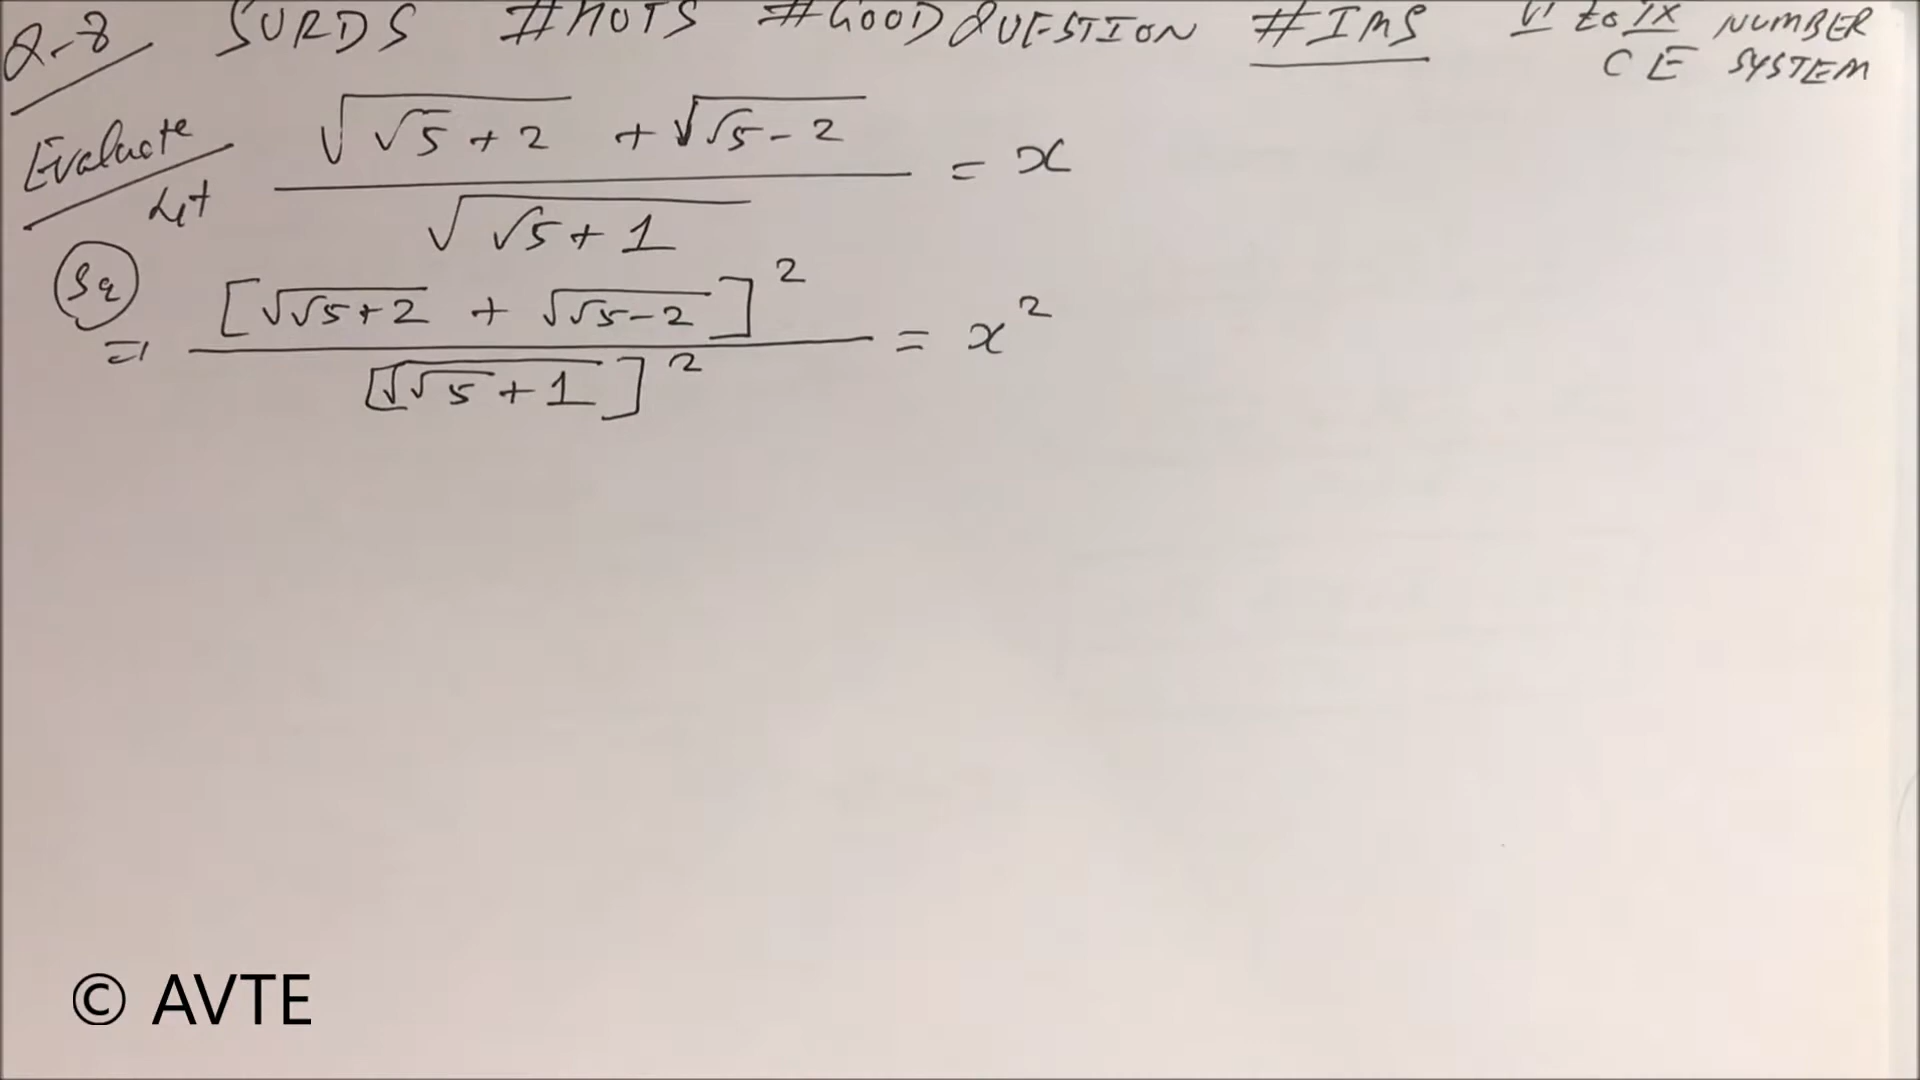 Q-8 SURDS #HOTS #GOOD QUESTION #IMS VI to IX NUMBER
CE SYSTEM
Evaluate
Let (√(√5 + 2) + √(√5 - 2)) / √(√5 + 1) = x
Sq
⇒ [√(√5+2) + √(√5-2)]² / [√(√5+1)]² = x²
© AVTE